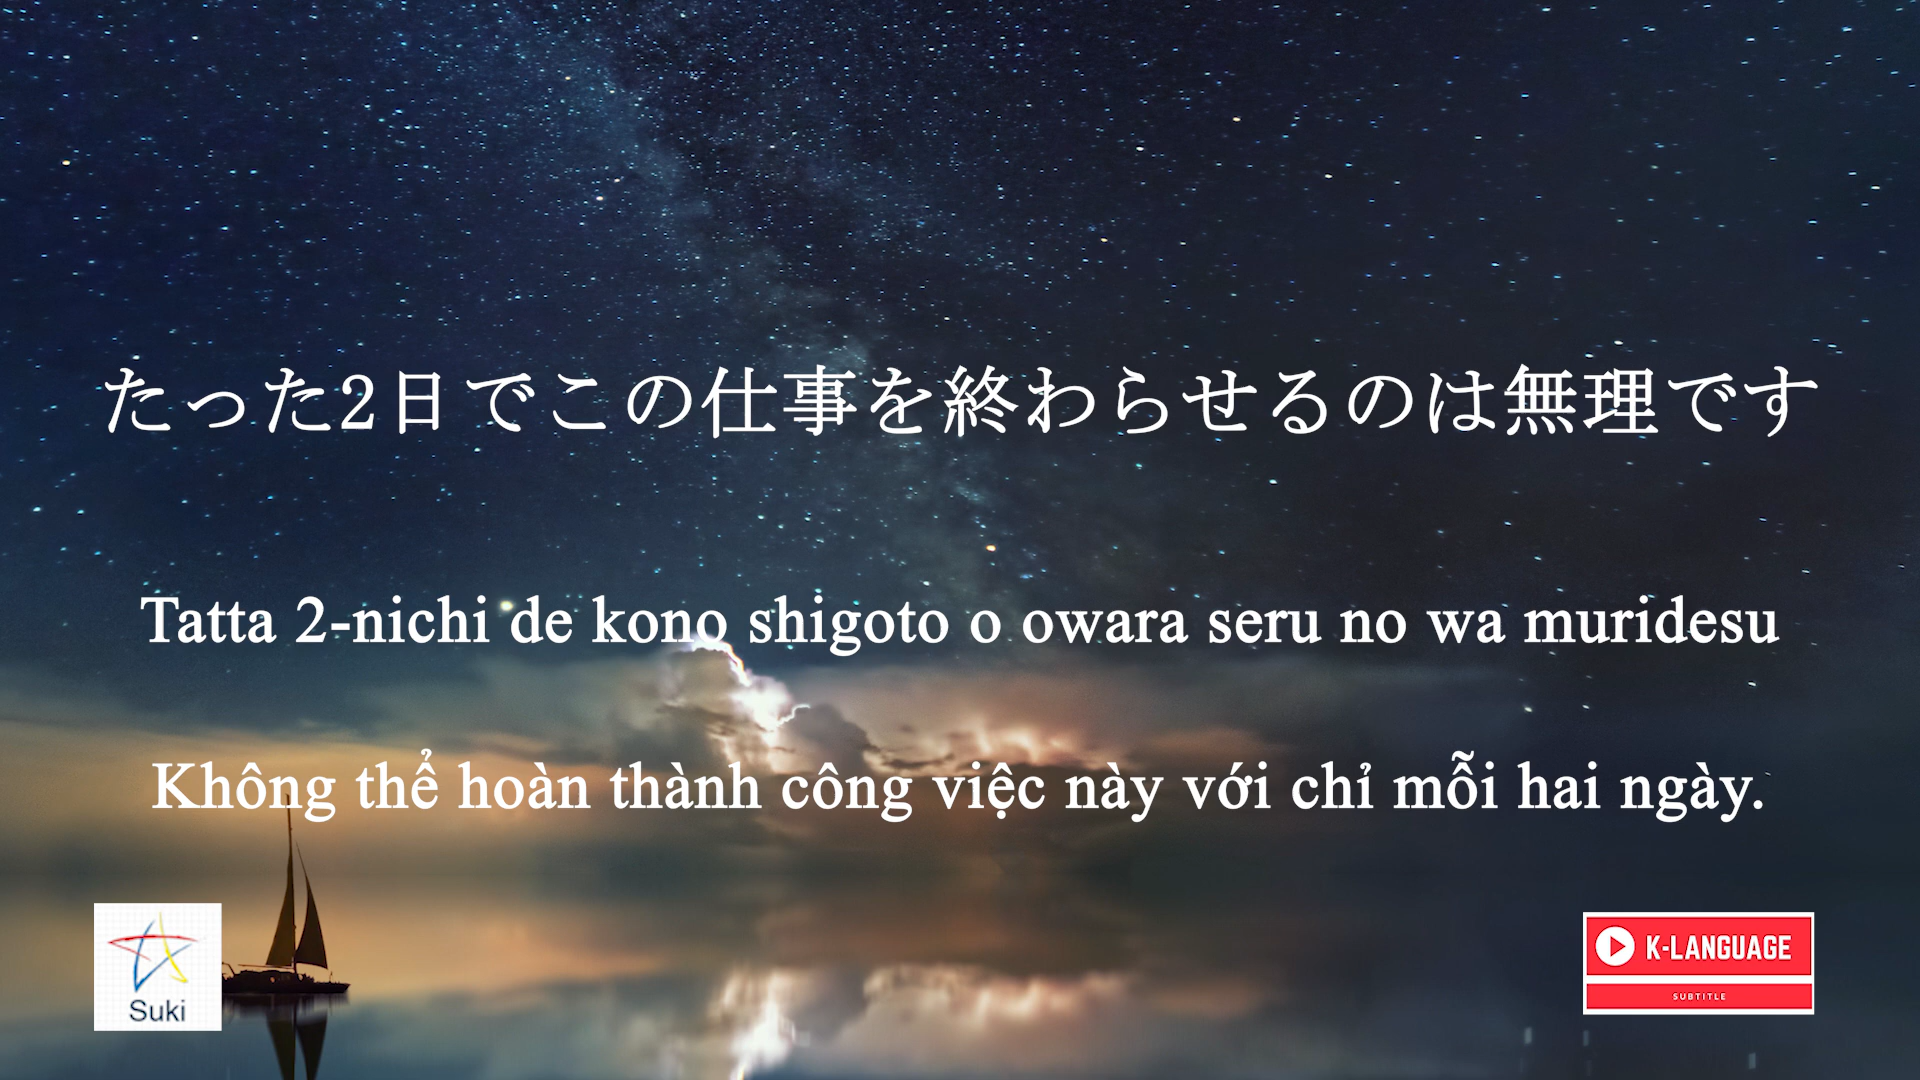 たった2日でこの仕事を終わらせるのは無理です
Tatta 2-nichi de kono shigoto o owara seru no wa muridesu
Không thể hoàn thành công việc này với chỉ mỗi hai ngày.
Suki
K-LANGUAGE
SUBTITLE